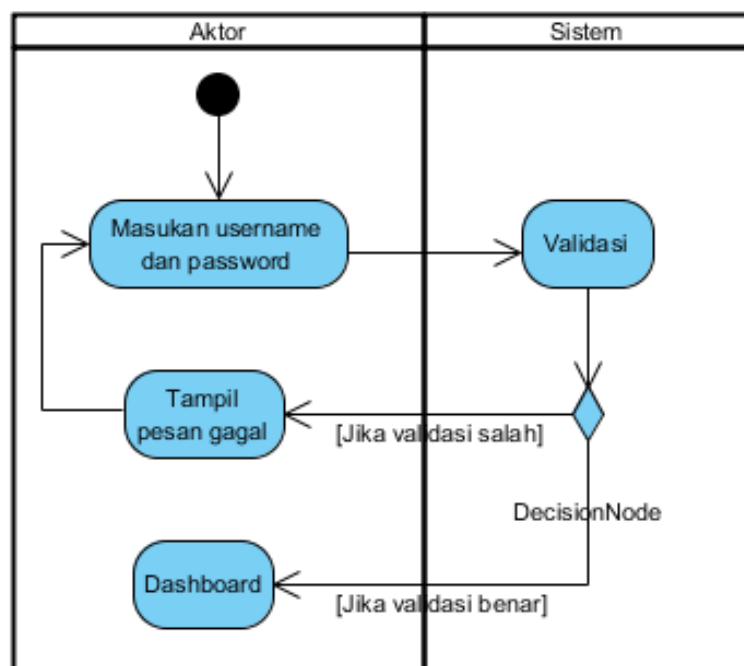 Aktor
Sistem
Masukan username
dan password
Validasi
Tampil
pesan gagal
[Jika validasi salah]
DecisionNode
Dashboard
[Jika validasi benar]